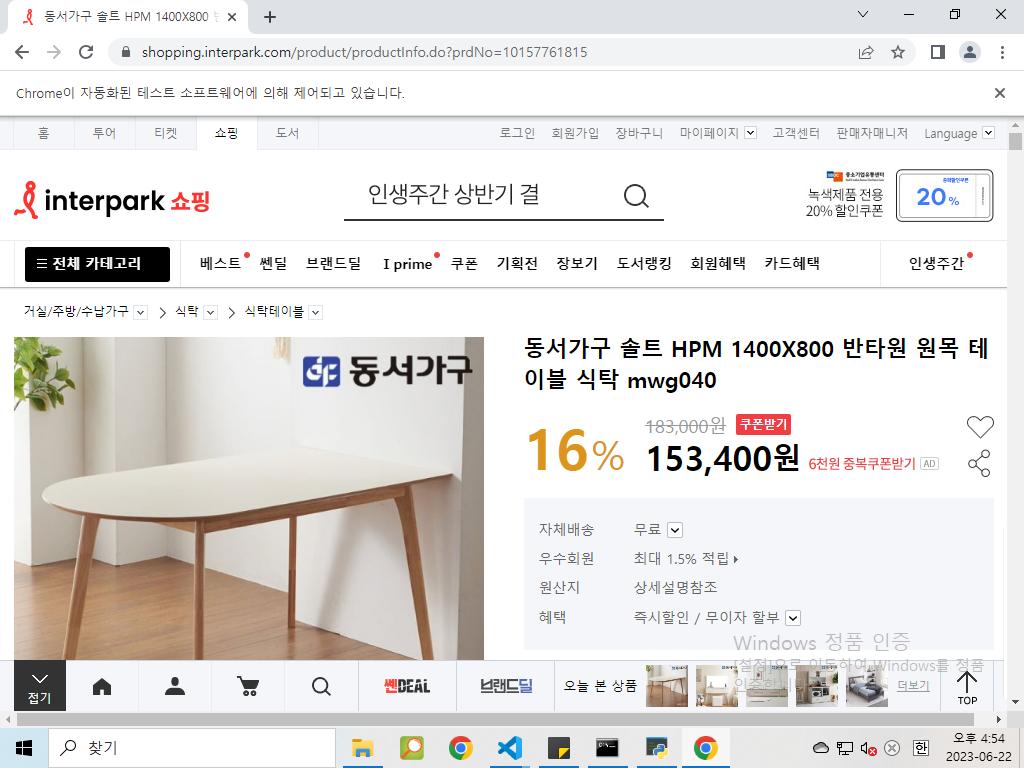 동서가구 솔트 HPM 1400X800
shopping.interpark.com/product/productInfo.do?prdNo=10157761815
Chrome이 자동화된 테스트 소프트웨어에 의해 제어되고 있습니다.
홈 투어 티켓 쇼핑 도서 로그인 회원가입 장바구니 마이페이지 고객센터 판매자매니저 Language
interpark 쇼핑
인생주간 상반기 결
중소기업유통센터
녹색제품 전용
20% 할인쿠폰
20%
전체 카테고리 베스트 쎈딜 브랜드딜 I prime 쿠폰 기획전 장보기 도서랭킹 회원혜택 카드혜택 인생주간
거실/주방/수납가구 식탁 식탁테이블
동서가구
동서가구 솔트 HPM 1400X800 반타원 원목 테
이블 식탁 mwg040
16%
183,000원 쿠폰받기
153,400원 6천원 중복쿠폰받기 AD
자체배송 무료
우수회원 최대 1.5% 적립
원산지 상세설명참조
혜택 즉시할인 / 무이자 할부
Windows 정품 인증
[설정]으로 이동하여 Windows를 정품
인증합니다
접기
쎈DEAL
브랜드딜
오늘 본 상품
더보기
TOP
찾기
한
오후 4:54
2023-06-22